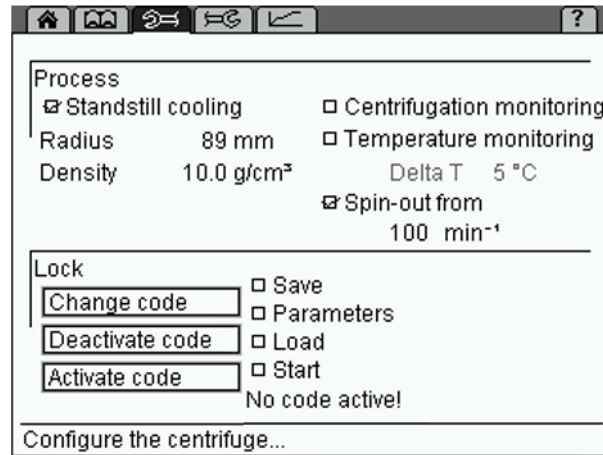 ?
Process
Standstill cooling
Centrifugation monitoring
Radius 89 mm
Temperature monitoring
Density 10.0 g/cm³
Delta T 5 °C
Spin-out from
100 min⁻¹
Lock
Save
Change code
Parameters
Deactivate code
Load
Activate code
Start
No code active!
Configure the centrifuge...